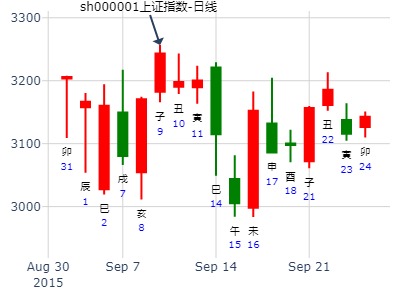 sh000001上证指数-日线
3300
3200
3100
3000
卯
31
辰
1
巳
2
戌
7
亥
8
子
9
丑
10
寅
11
巳
14
午
15
未
16
申
17
酉
18
子
21
丑
22
寅
23
卯
24
Aug 30
2015
Sep 7
Sep 14
Sep 21